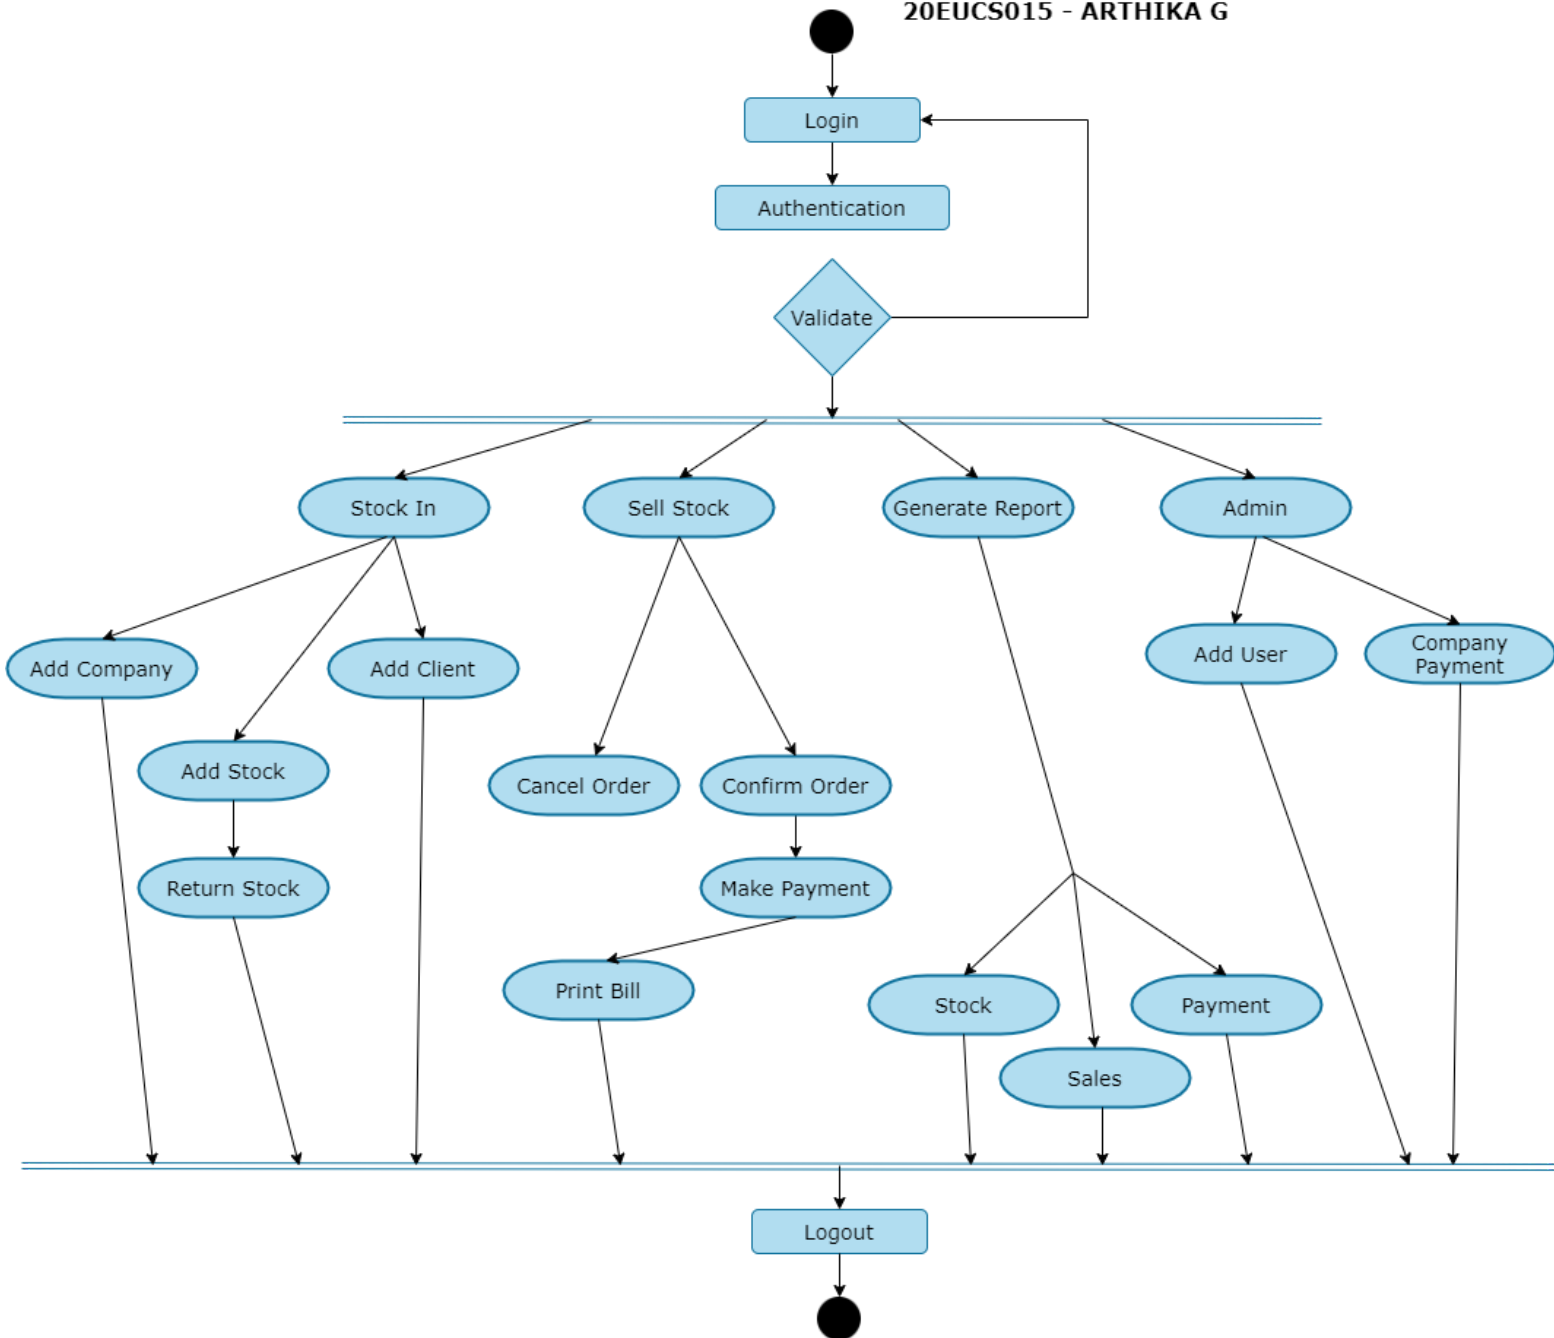 20EUCS015 - ARTHIKA G
Login
Authentication
Validate
Stock In
Sell Stock
Generate Report
Admin
Add Company
Add Client
Add User
Company
Payment
Add Stock
Cancel Order
Confirm Order
Return Stock
Make Payment
Print Bill
Stock
Payment
Sales
Logout